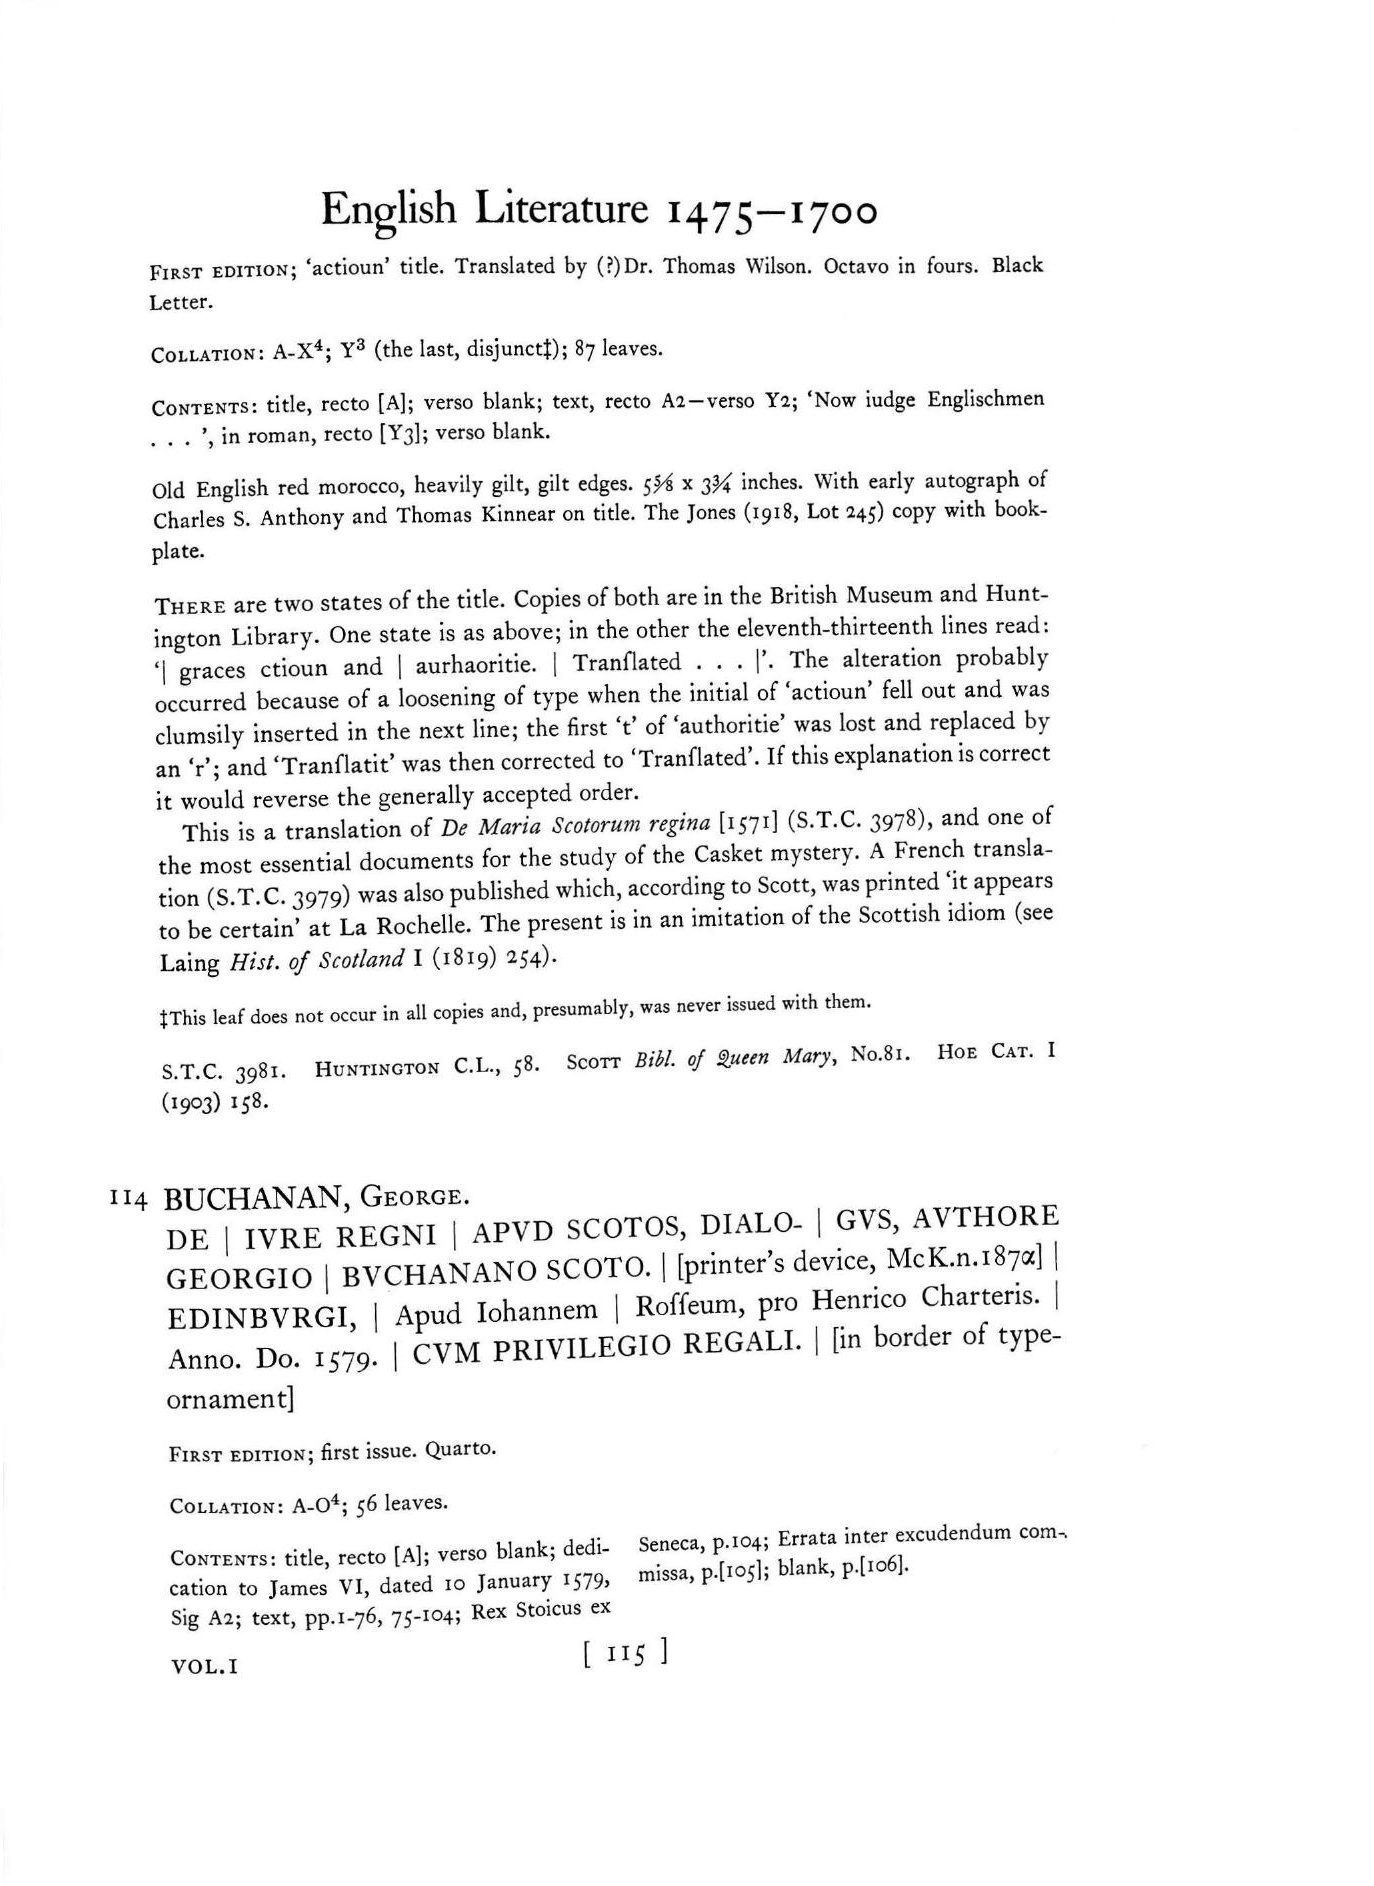 English Literature 1475–1700
First edition; ‘actioun’ title. Translated by (?)Dr. Thomas Wilson. Octavo in fours. Black
Letter.
Collation: A-X⁴; Y³ (the last, disjunct‡); 87 leaves.
Contents: title, recto [A]; verso blank; text, recto A2—verso Y2; ‘Now iudge Englischmen
. . . ’, in roman, recto [Y3]; verso blank.
Old English red morocco, heavily gilt, gilt edges. 5⅝ x 3¾ inches. With early autograph of
Charles S. Anthony and Thomas Kinnear on title. The Jones (1918, Lot 245) copy with book-
plate.
There are two states of the title. Copies of both are in the British Museum and Hunt-
ington Library. One state is as above; in the other the eleventh-thirteenth lines read:
‘| graces ctioun and | aurhaoritie. | Tranſlated . . . |’. The alteration probably
occurred because of a loosening of type when the initial of ‘actioun’ fell out and was
clumsily inserted in the next line; the first ‘t’ of ‘authoritie’ was lost and replaced by
an ‘r’; and ‘Tranſlatit’ was then corrected to ‘Tranſlated’. If this explanation is correct
it would reverse the generally accepted order.
This is a translation of De Maria Scotorum regina [1571] (S.T.C. 3978), and one of
the most essential documents for the study of the Casket mystery. A French transla-
tion (S.T.C. 3979) was also published which, according to Scott, was printed ‘it appears
to be certain’ at La Rochelle. The present is in an imitation of the Scottish idiom (see
Laing Hist. of Scotland I (1819) 254).
‡This leaf does not occur in all copies and, presumably, was never issued with them.
S.T.C. 3981. Huntington C.L., 58. Scott Bibl. of Queen Mary, No.81. Hoe Cat. I
(1903) 158.
114 BUCHANAN, George.
DE | IVRE REGNI | APVD SCOTOS, DIALO- | GVS, AVTHORE
GEORGIO | BVCHANANO SCOTO. | [printer’s device, McK.n.187α] |
EDINBVRGI, | Apud Iohannem | Roſſeum, pro Henrico Charteris. |
Anno. Do. 1579. | CVM PRIVILEGIO REGALI. | [in border of type-
ornament]
First edition; first issue. Quarto.
Collation: A-O⁴; 56 leaves.
Contents: title, recto [A]; verso blank; dedi-
cation to James VI, dated 10 January 1579,
Sig A2; text, pp.1-76, 75-104; Rex Stoicus ex
Seneca, p.104; Errata inter excudendum com-
missa, p.[105]; blank, p.[106].
VOL.I
[ 115 ]